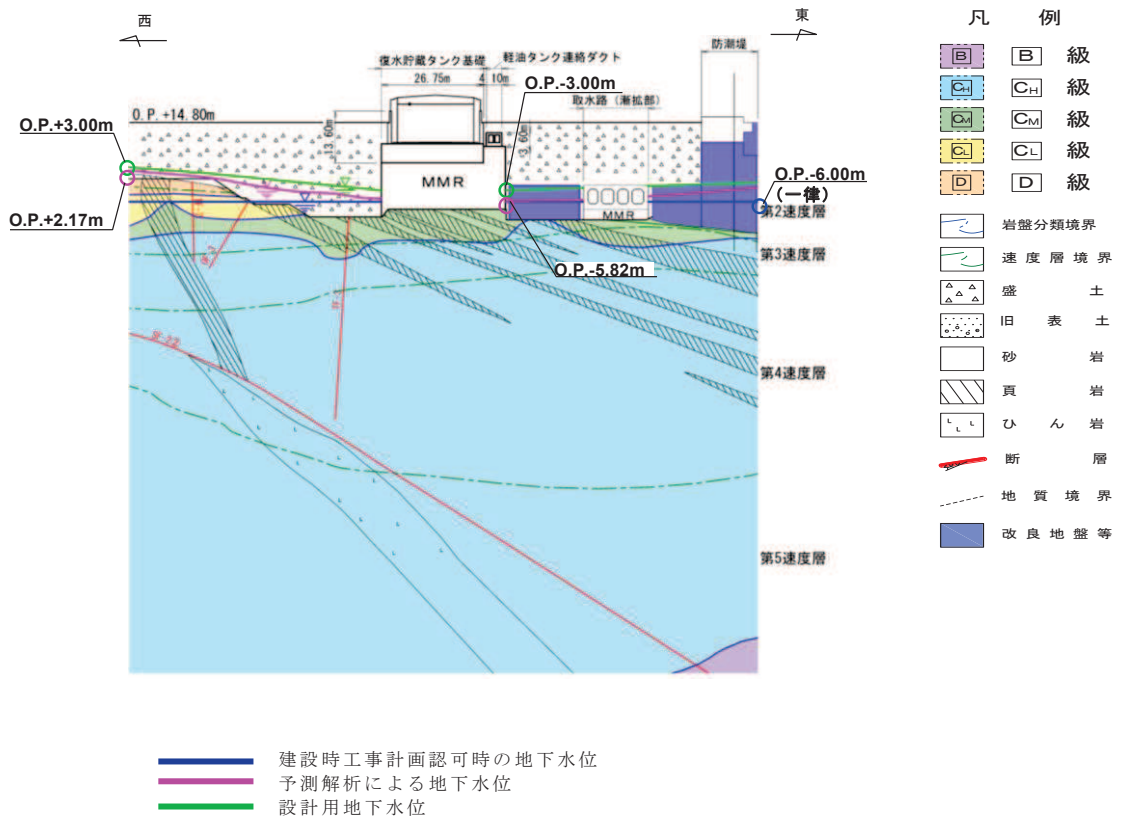 西
東
復水貯蔵タンク基礎
軽油タンク連絡ダクト
防潮堤
26.75m
4.10m
O.P.-3.00m
取水路（漸拡部）
O.P.+14.80m
O.P.+3.00m
13.60m
3.60m
MMR
O.P.-6.00m
(一律)
O.P.+2.17m
MMR
第2速度層
第3速度層
O.P.-5.82m
第4速度層
第5速度層
凡 例
B B 級
CH CH 級
CM CM 級
CL CL 級
D D 級
岩盤分類境界
速度層境界
盛 土
旧 表 土
砂 岩
頁 岩
ひ ん 岩
断 層
地 質 境 界
改 良 地 盤 等
建設時工事計画認可時の地下水位
予測解析による地下水位
設計用地下水位